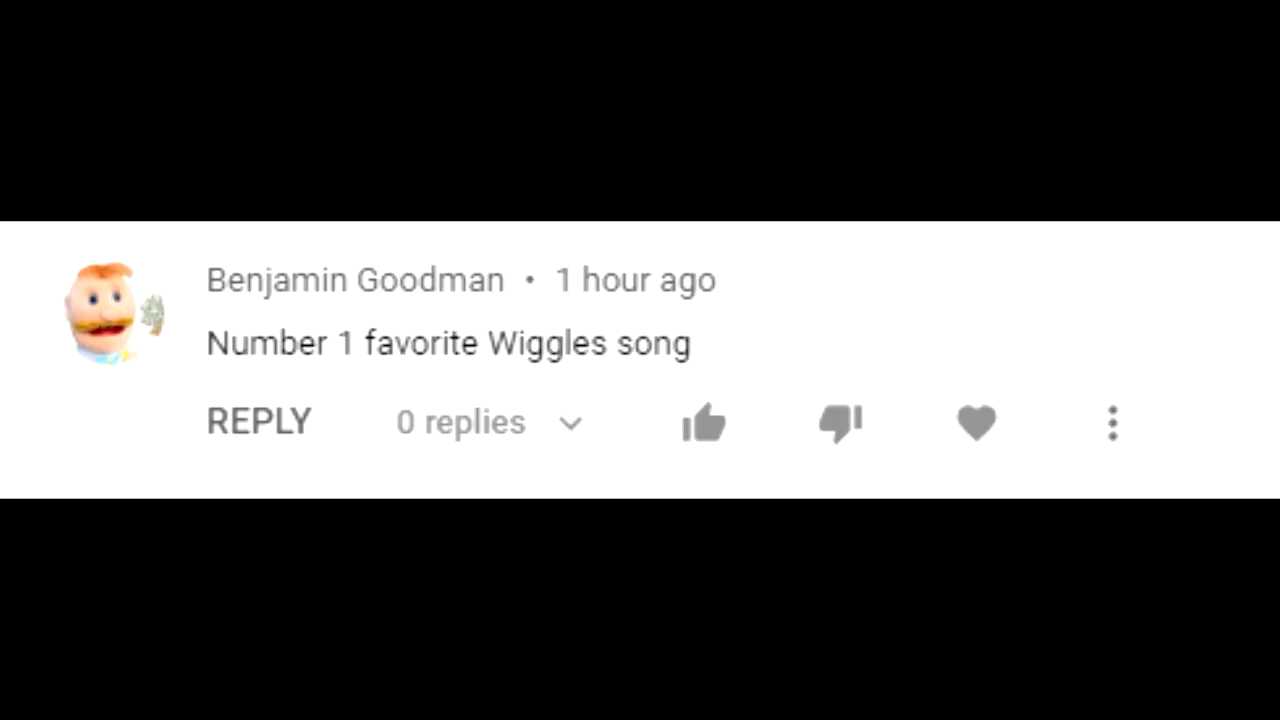 Benjamin Goodman • 1 hour ago
Number 1 favorite Wiggles song
REPLY 0 replies